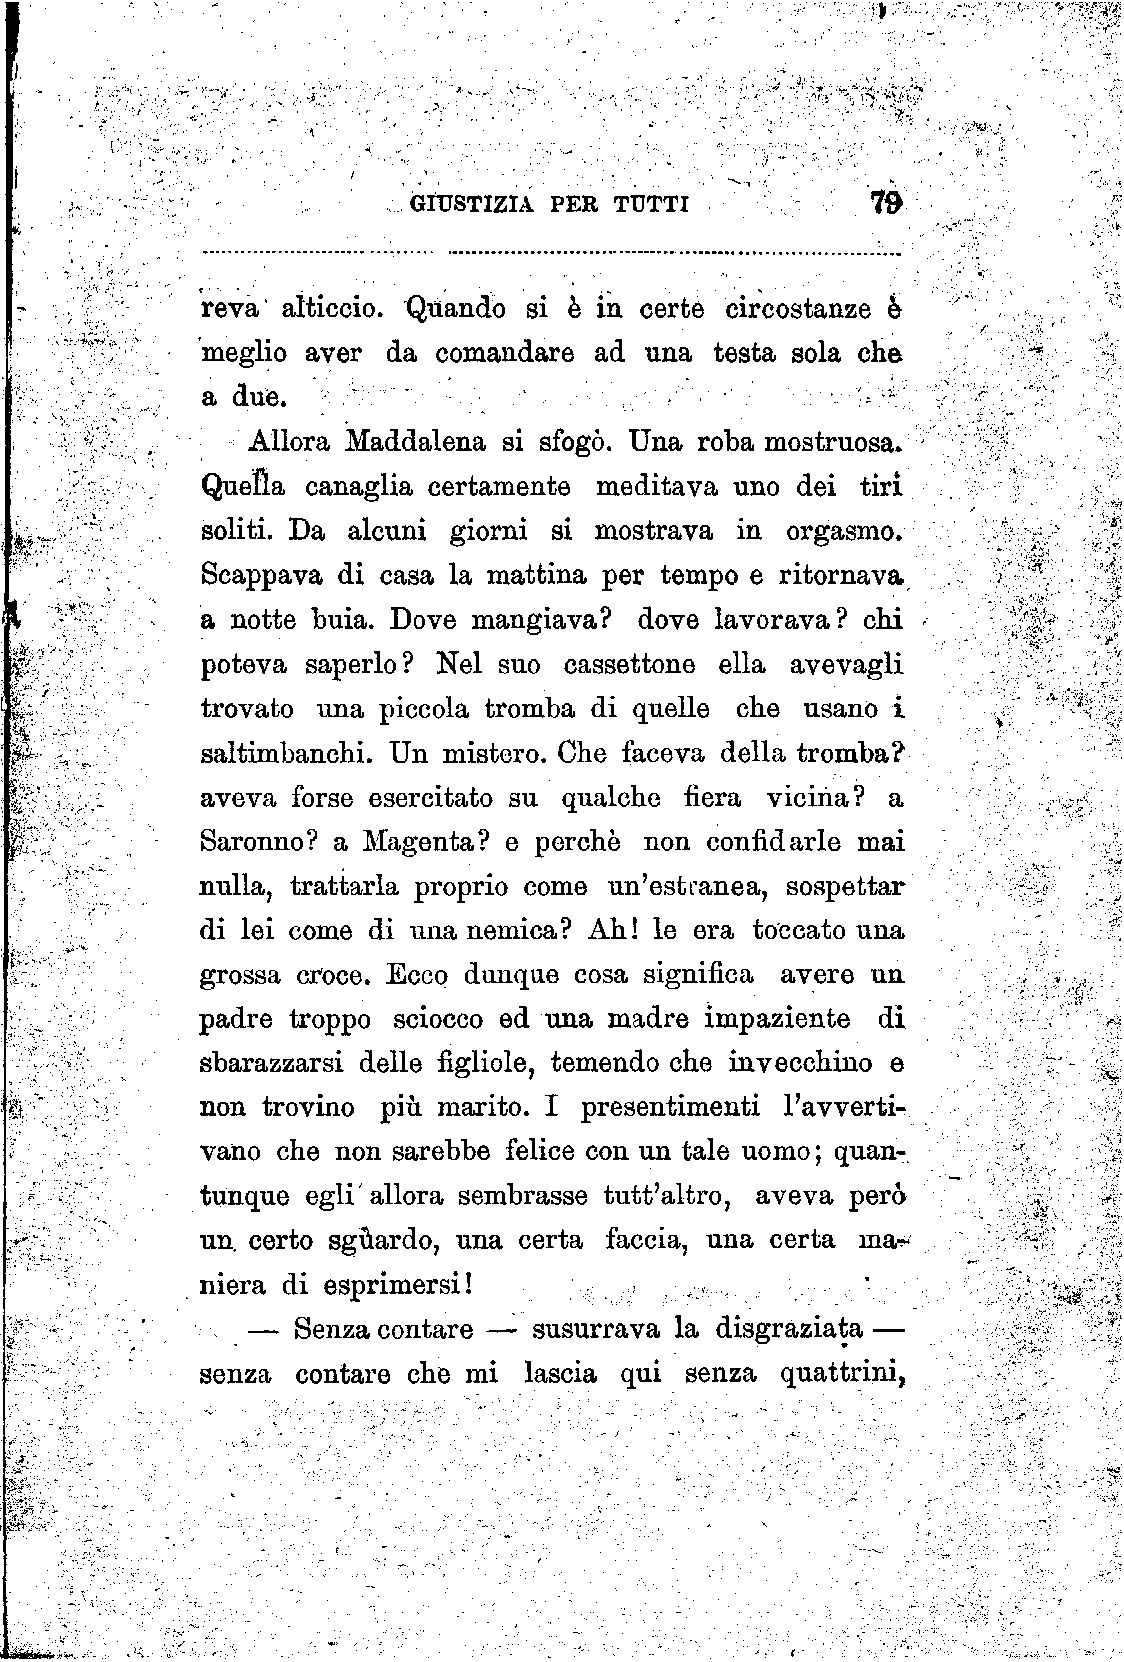 GIUSTIZIA PER TUTTI 79
reva alticcio. Quando si è in certe circostanze è
meglio aver da comandare ad una testa sola che
a due.
Allora Maddalena si sfogò. Una roba mostruosa.
Quella canaglia certamente meditava uno dei tiri
soliti. Da alcuni giorni si mostrava in orgasmo.
Scappava di casa la mattina per tempo e ritornava
a notte buia. Dove mangiava? dove lavorava? chi
poteva saperlo? Nel suo cassettone ella avevagli
trovato una piccola tromba di quelle che usano i
saltimbanchi. Un mistero. Che faceva della tromba?
aveva forse esercitato su qualche fiera vicina? a
Saronno? a Magenta? e perchè non confidarle mai
nulla, trattarla proprio come un'estranea, sospettar
di lei come di una nemica? Ah! le era toccato una
grossa croce. Ecco dunque cosa significa avere un
padre troppo sciocco ed una madre impaziente di
sbarazzarsi delle figliole, temendo che invecchino e
non trovino più marito. I presentimenti l'avverti-
vano che non sarebbe felice con un tale uomo; quan-
tunque egli allora sembrasse tutt'altro, aveva però
un certo sguardo, una certa faccia, una certa ma-
niera di esprimersi!
— Senza contare — susurrava la disgraziata —
senza contare che mi lascia qui senza quattrini,